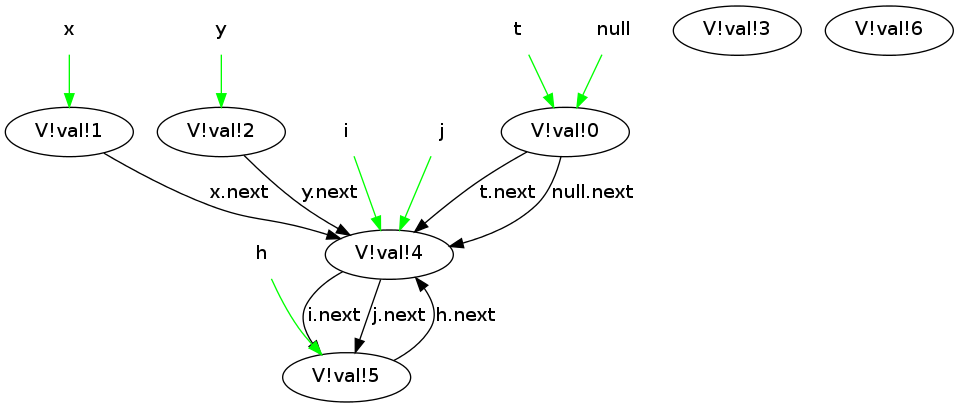 x y t null V!val!3 V!val!6
V!val!1 V!val!2 i j V!val!0
x.next y.next t.next null.next
h V!val!4
i.next j.next h.next
V!val!5